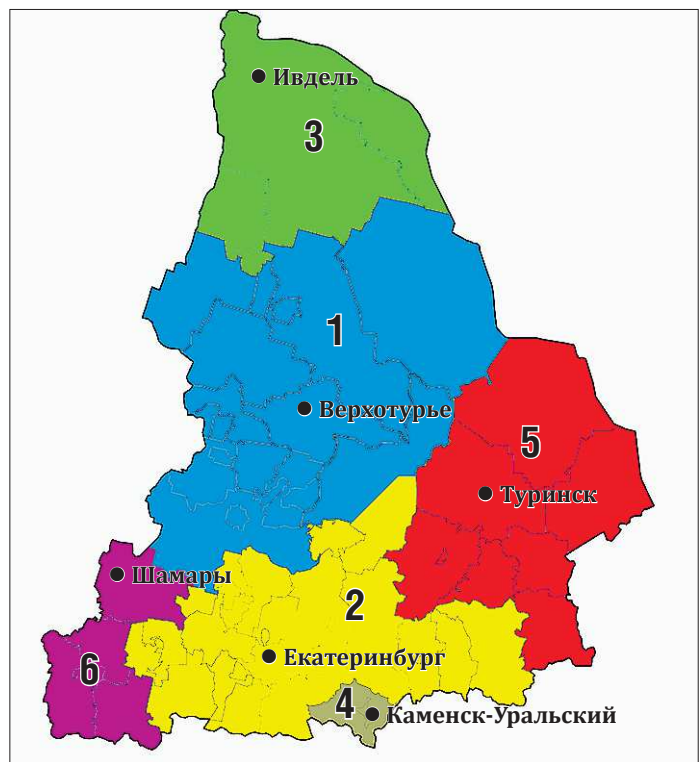 Ивдель
3
1
Верхотурье
5
Туринск
Шамары
2
Екатеринбург
6
4
Каменск-Уральский